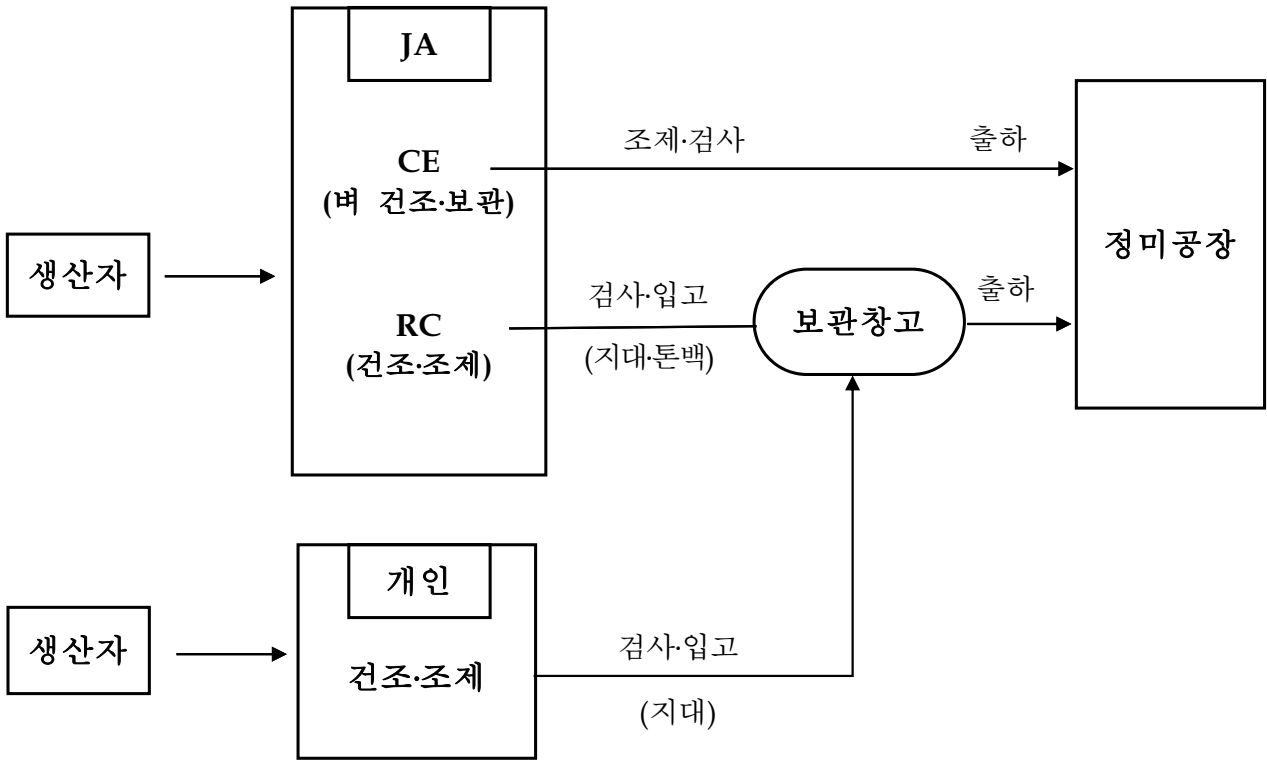 JA
CE
(벼 건조·보관)
조제·검사
출하
정미공장
생산자
RC
(건조·조제)
검사·입고
(지대·톤백)
보관창고
출하
개인
건조·조제
생산자
검사·입고
(지대)